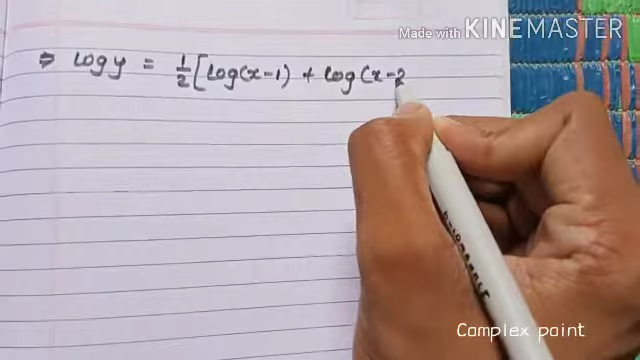 Made with KINEMASTER
⇒ log y = 1/2 [log(x-1) + log(x-2
Complex point